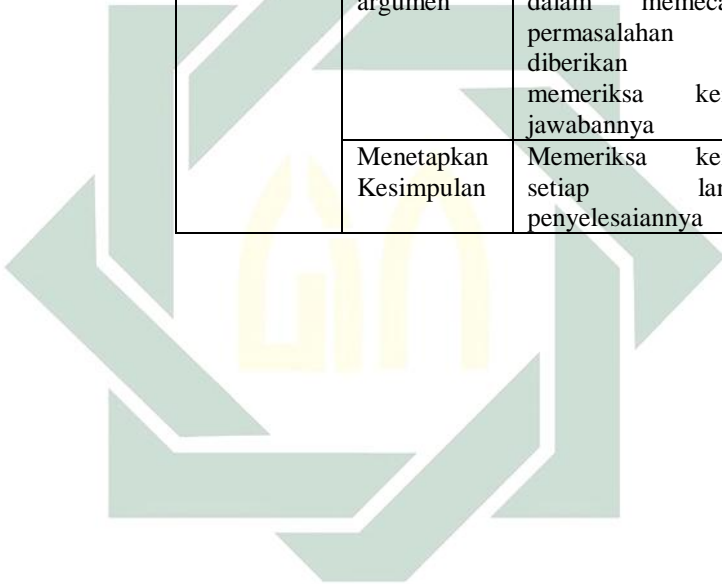 argumen dalam
permasalahan
diberikan
memeriksa
jawabannya
Menetapkan Memeriksa
Kesimpulan setiap
penyelesaiannya